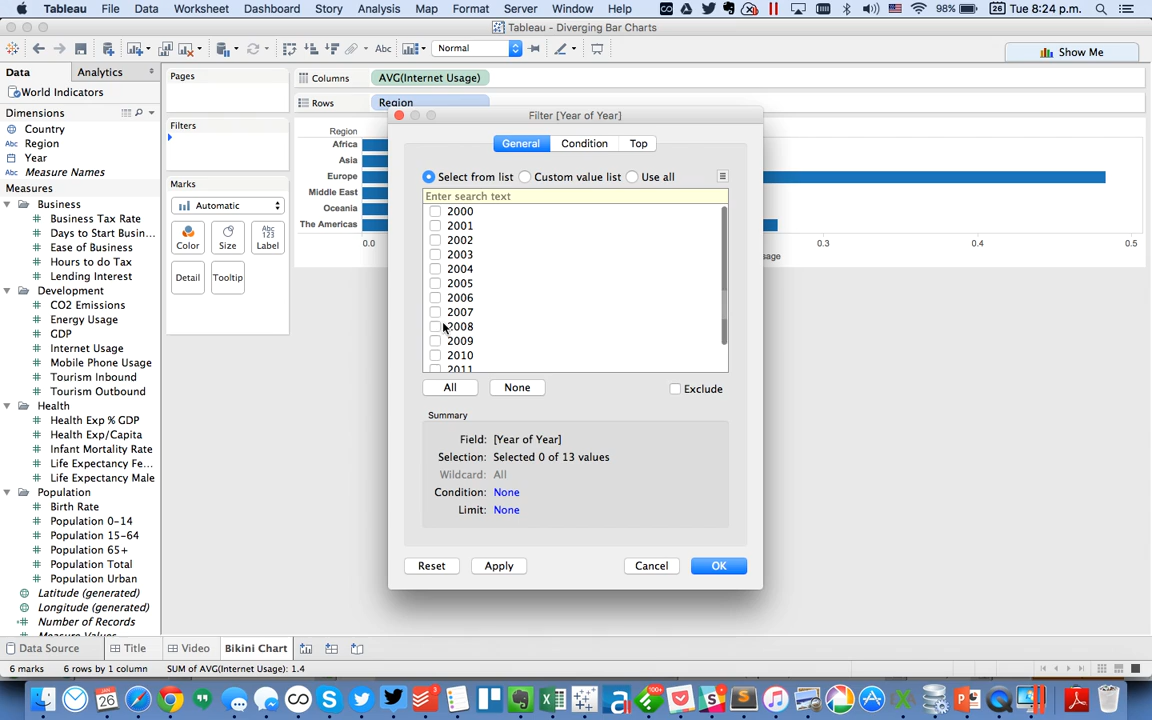 Tableau File Data Worksheet Dashboard Story Analysis Map Format Server Window Help 98% 26 Tue 8:24 p.m.
Tableau - Diverging Bar Charts
Abc Normal Show Me
Data Analytics
World Indicators
Dimensions
Country
Abc Region
Year
Abc Measure Names
Measures
Business
Business Tax Rate
Days to Start Busin...
Ease of Business
Hours to do Tax
Lending Interest
Development
CO2 Emissions
Energy Usage
GDP
Internet Usage
Mobile Phone Usage
Tourism Inbound
Tourism Outbound
Health
Health Exp % GDP
Health Exp/Capita
Infant Mortality Rate
Life Expectancy Fe...
Life Expectancy Male
Population
Birth Rate
Population 0-14
Population 15-64
Population 65+
Population Total
Population Urban
Latitude (generated)
Longitude (generated)
Number of Records
Measure Values
Pages
Filters
Marks
Automatic
Abc
123
Color Size Label
Detail Tooltip
Columns AVG(Internet Usage)
Rows Region
Region
Africa
Asia
Europe
Middle East
Oceania
The Americas
0.0 0.3 0.4 0.5
sage
Filter [Year of Year]
General Condition Top
Select from list Custom value list Use all
Enter search text
2000
2001
2002
2003
2004
2005
2006
2007
2008
2009
2010
2011
All None Exclude
Summary
Field: [Year of Year]
Selection: Selected 0 of 13 values
Wildcard: All
Condition: None
Limit: None
Reset Apply Cancel OK
Data Source Title Video Bikini Chart
6 marks 6 rows by 1 column SUM of AVG(Internet Usage): 1.4